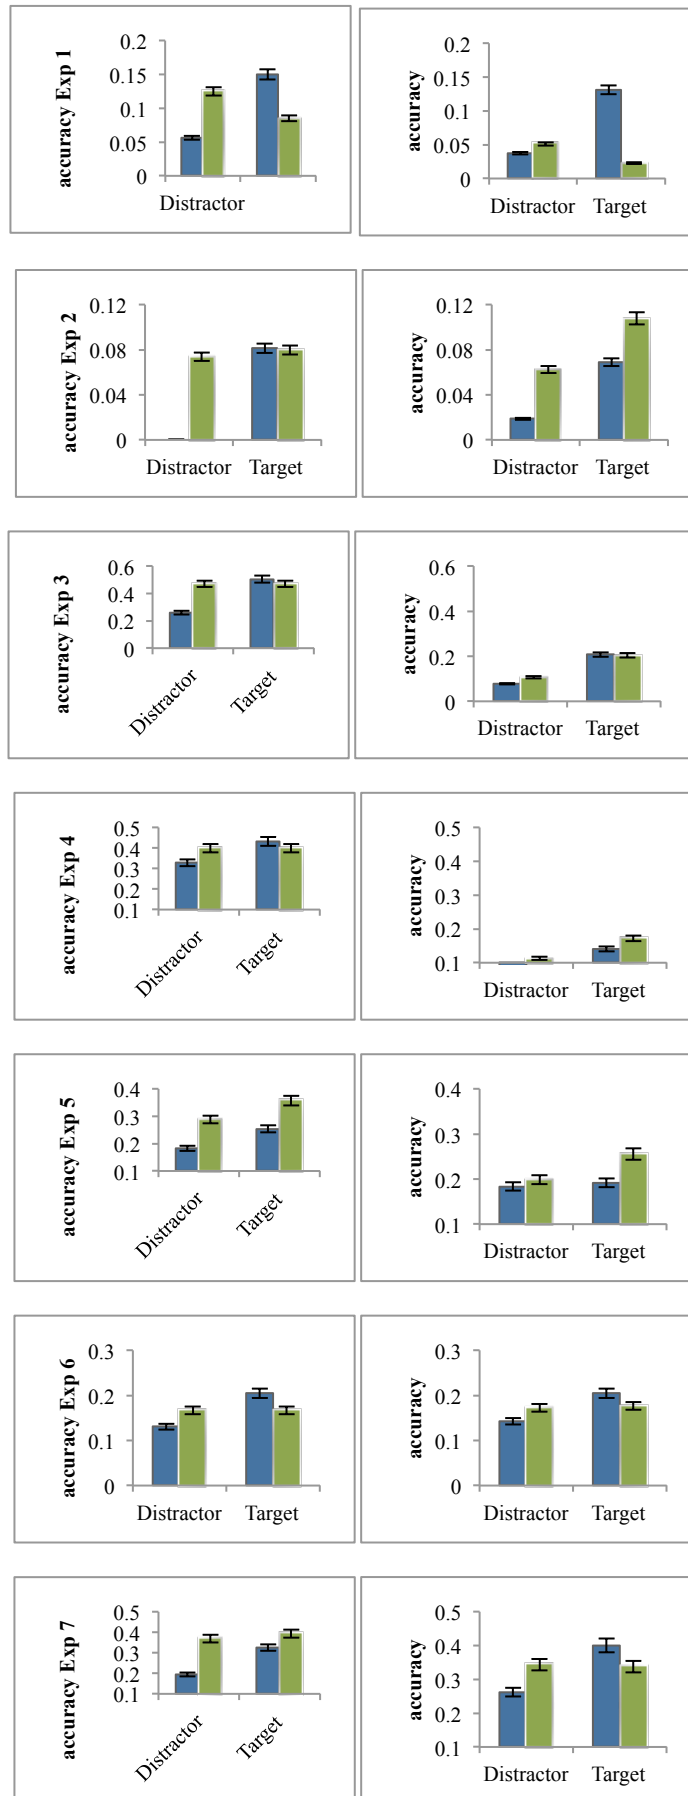 accuracy Exp 1
0.2
0.15
0.1
0.05
0
Distractor
accuracy
0.2
0.15
0.1
0.05
0
Distractor Target
accuracy Exp 2
0.12
0.08
0.04
0
Distractor Target
accuracy
0.12
0.08
0.04
0
Distractor Target
accuracy Exp 3
0.6
0.4
0.2
0
Distractor
Target
accuracy
0.6
0.4
0.2
0
Distractor Target
accuracy Exp 4
0.5
0.4
0.3
0.2
0.1
Distractor
Target
accuracy
0.5
0.4
0.3
0.2
0.1
Distractor Target
accuracy Exp 5
0.4
0.3
0.2
0.1
Distractor
Target
accuracy
0.4
0.3
0.2
0.1
Distractor Target
accuracy Exp 6
0.3
0.2
0.1
0
Distractor Target
accuracy
0.3
0.2
0.1
0
Distractor Target
accuracy Exp 7
0.5
0.4
0.3
0.2
0.1
Distractor
Target
accuracy
0.5
0.4
0.3
0.2
0.1
Distractor Target